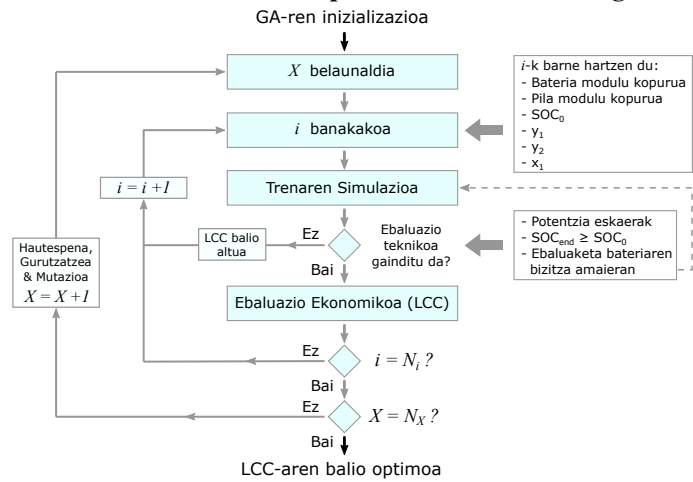 GA-ren inizializazioa
X belaunaldia
i-k barne hartzen du:
- Bateria modulu kopurua
- Pila modulu kopurua
- SOC₀
- y₁
- y₂
- x₁
i banakakoa
i = i +1
Trenaren Simulazioa
Ez
LCC balio
altua
Ebaluazio
teknikoa
gainditu da?
- Potentzia eskaerak
- SOCend ≥ SOC₀
- Ebaluaketa bateriaren
bizitza amaieran
Hautespena,
Gurutzatzea
& Mutazioa
X = X +1
Bai
Ebaluazio Ekonomikoa (LCC)
Ez
i = Nᵢ ?
Bai
Ez
X = NX ?
Bai
LCC-aren balio optimoa